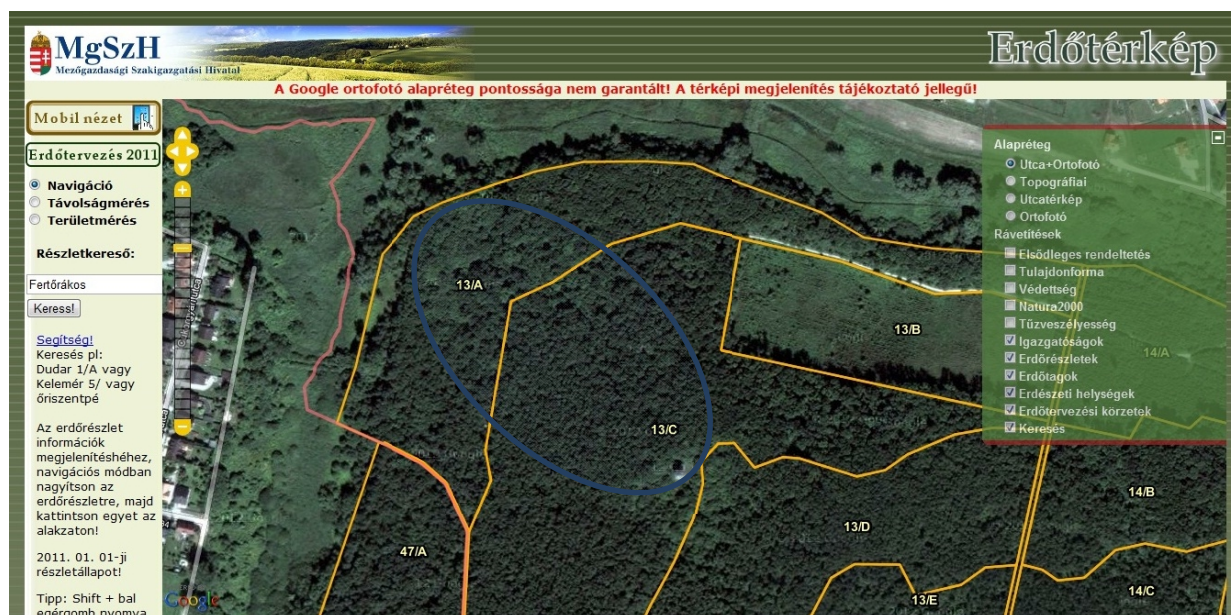 MgSzH
Mezőgazdasági Szakigazgatási Hivatal
Erdőtérkép
A Google ortofotó alapréteg pontossága nem garantált! A térképi megjelenítés tájékoztató jellegű!
Mobil nézet
Erdőtervezés 2011
Navigáció
Távolságmérés
Területmérés
Részletkereső:
Fertőrákos
Keress!
Segítség!
Keresés pl:
Dudar 1/A vagy
Kelemér 5/ vagy
őriszentpé
Az erdőrészlet
információk
megjelenítéséhez,
navigációs módban
nagyítson az
erdőrészletre, majd
kattintson egyet az
alakzaton!
2011. 01. 01-ji
részletállapot!
Tipp: Shift + bal
egérgomb nyomva
13/A
13/B
13/C
13/D
13/E
47/A
14/A
14/B
14/C
Google
Alapréteg
Utca+Ortofotó
Topográfiai
Utcatérkép
Ortofotó
Rávetítések
Elsődleges rendeltetés
Tulajdonforma
Védettség
Natura2000
Tűzveszélyesség
Igazgatóságok
Erdőrészletek
Erdőtagok
Erdészeti helységek
Erdőtervezési körzetek
Keresés